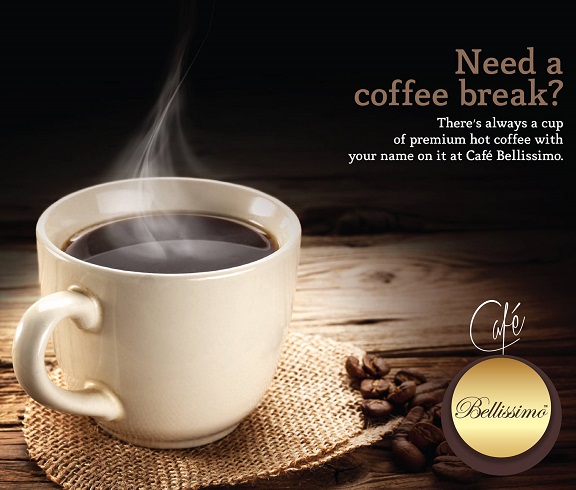 Need a
coffee break?
There's always a cup
of premium hot coffee with
your name on it at Café Bellissimo.
Café
Bellissimo™